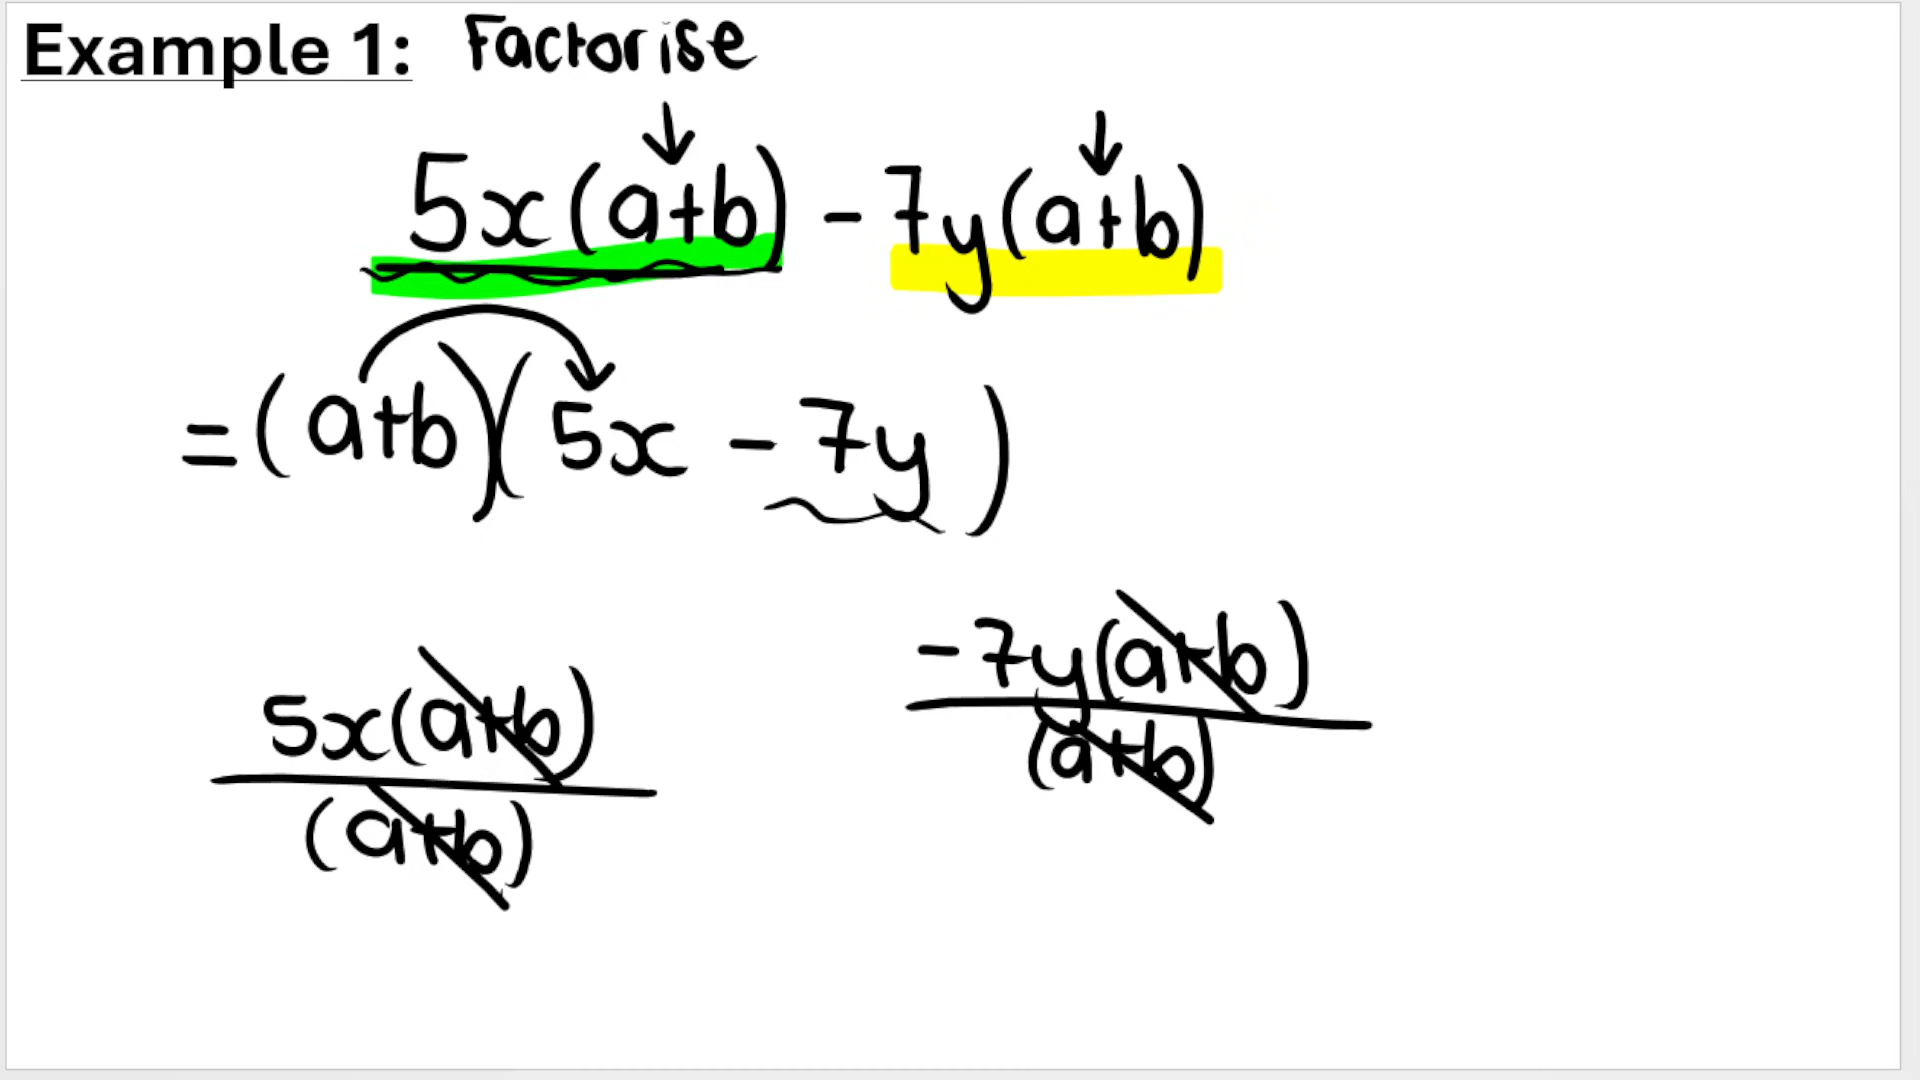 Example 1: Factorise
5x(a+b) - 7y(a+b)
= (a+b)(5x - 7y)
5x(a+b) -7y(a+b)
(a+b) (a+b)